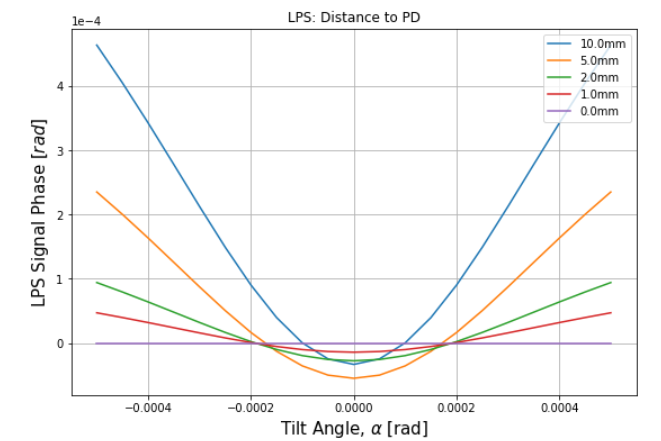 LPS: Distance to PD
1e−4
10.0mm
5.0mm
2.0mm
1.0mm
0.0mm
4
3
2
1
0
LPS Signal Phase [rad]
−0.0004
−0.0002
0.0000
0.0002
0.0004
Tilt Angle, α [rad]